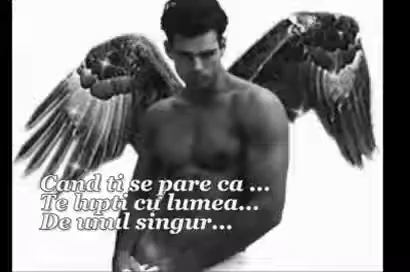 Cand ti se pare ca ...
Te lupti cu lumea...
De unul singur...